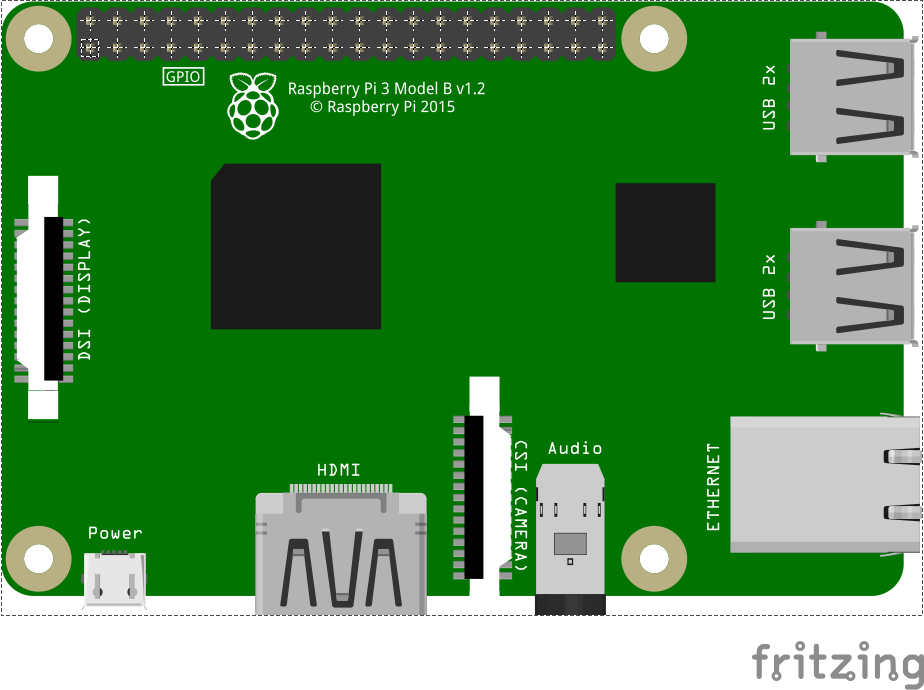 GPIO
Raspberry Pi 3 Model B v1.2
© Raspberry Pi 2015
USB 2x
DSI (DISPLAY)
USB 2x
HDMI
CSI (CAMERA)
Audio
ETHERNET
Power
fritzing